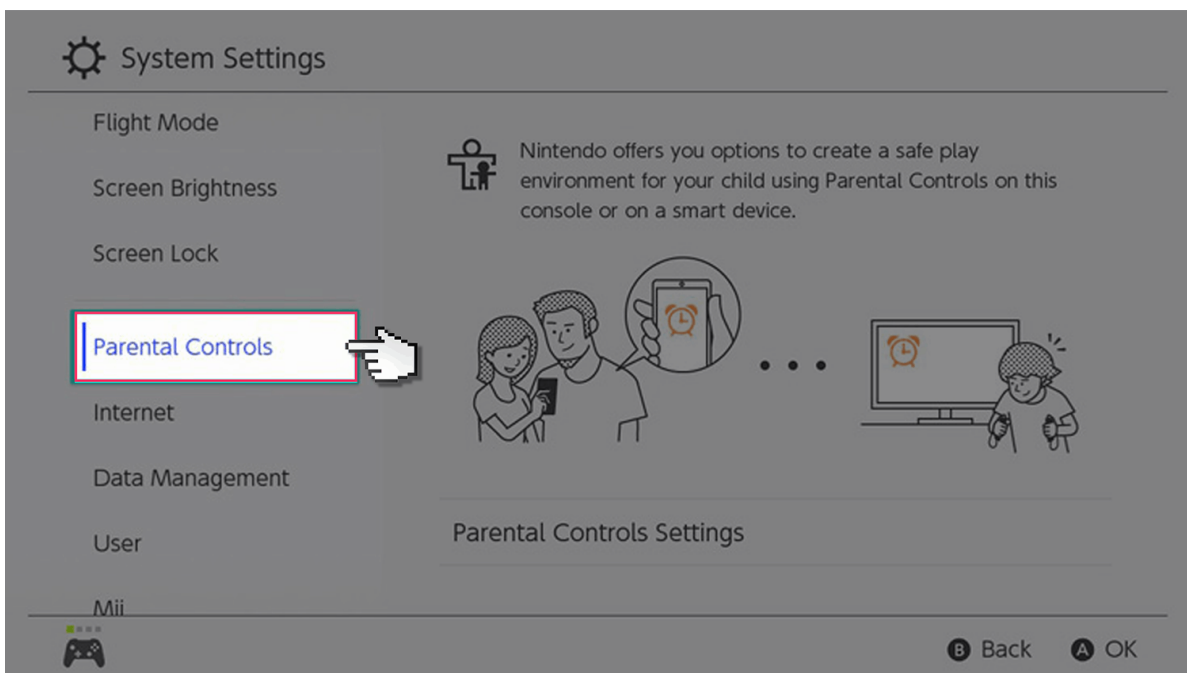 System Settings
Flight Mode
Screen Brightness
Screen Lock
Parental Controls
Internet
Data Management
User
Mii
Nintendo offers you options to create a safe play
environment for your child using Parental Controls on this
console or on a smart device.
Parental Controls Settings
B Back A OK